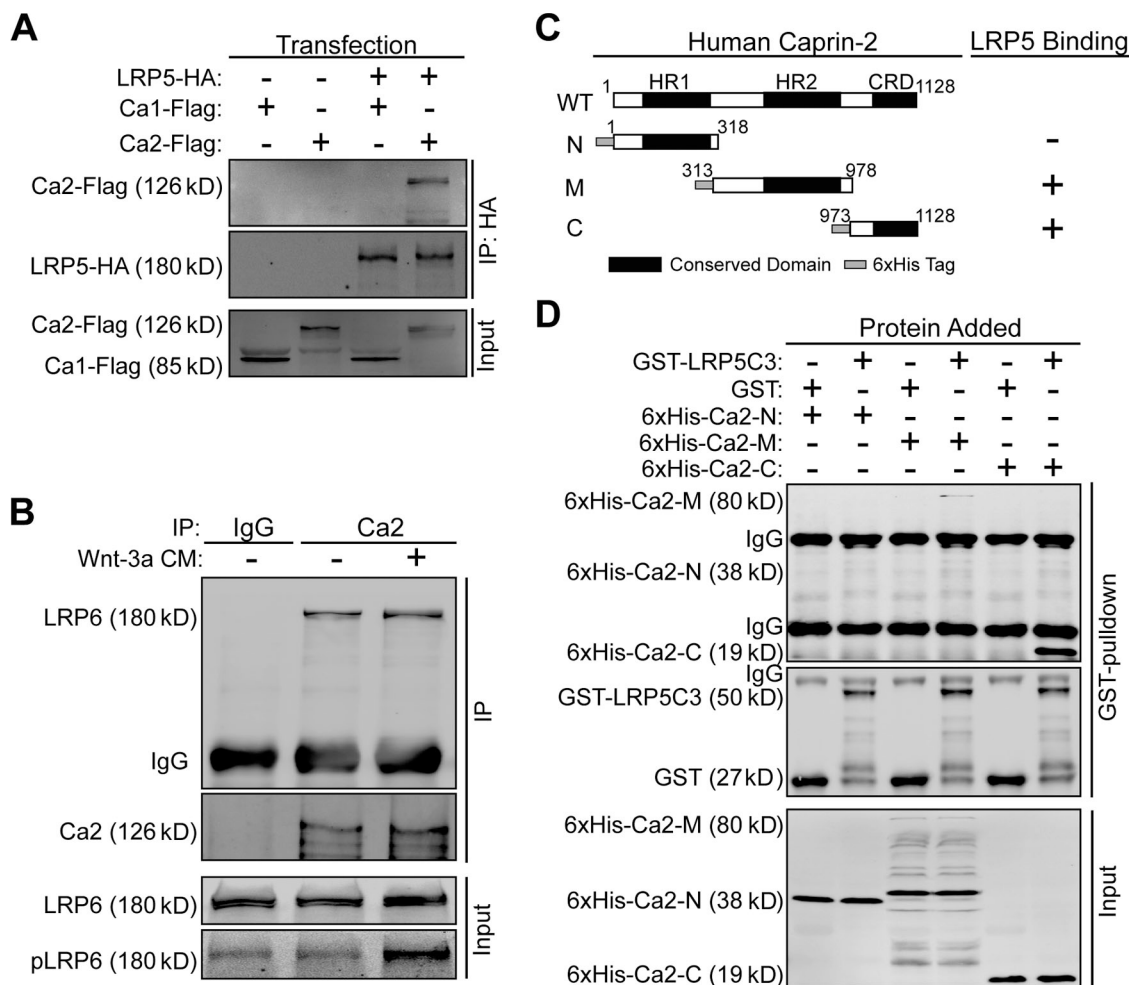 A
Transfection
LRP5-HA: - - + +
Ca1-Flag: + - + -
Ca2-Flag: - + - +
Ca2-Flag (126 kD)
LRP5-HA (180 kD)
IP: HA
Ca2-Flag (126 kD)
Ca1-Flag (85 kD)
Input
B
IP: IgG Ca2
Wnt-3a CM: - - +
LRP6 (180 kD)
IgG
Ca2 (126 kD)
IP
LRP6 (180 kD)
pLRP6 (180 kD)
Input
C
Human Caprin-2 LRP5 Binding
1 HR1 HR2 CRD 1128
WT
1 318
N -
313 978
M +
973 1128
C +
Conserved Domain 6xHis Tag
D
Protein Added
GST-LRP5C3: - + - + - +
GST: + - + - + -
6xHis-Ca2-N: + + - - - -
6xHis-Ca2-M: - - + + - -
6xHis-Ca2-C: - - - - + +
6xHis-Ca2-M (80 kD)
IgG
6xHis-Ca2-N (38 kD)
IgG
6xHis-Ca2-C (19 kD)
IgG
GST-LRP5C3 (50 kD)
GST (27 kD)
GST-pulldown
6xHis-Ca2-M (80 kD)
6xHis-Ca2-N (38 kD)
6xHis-Ca2-C (19 kD)
Input